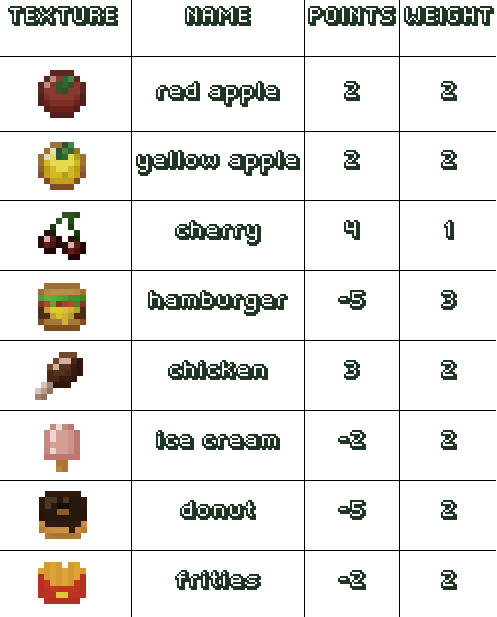 TEXTURE NAME POINTS WEIGHT
red apple 2 2
yellow apple 2 2
cherry 4 1
hamburger -5 3
chicken 3 2
ice cream -2 2
donut -5 2
frities -2 2